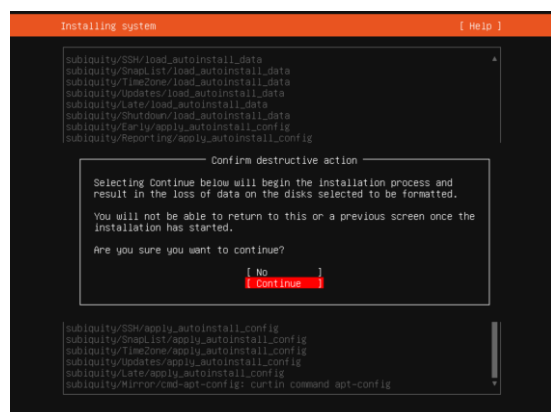 Installing system [ Help ]
subiquity/SSH/load_autoinstall_data
subiquity/SnapList/load_autoinstall_data
subiquity/TimeZone/load_autoinstall_data
subiquity/Updates/load_autoinstall_data
subiquity/Late/load_autoinstall_data
subiquity/Shutdown/load_autoinstall_data
subiquity/Early/apply_autoinstall_config
subiquity/Reporting/apply_autoinstall_config
Confirm destructive action
Selecting Continue below will begin the installation process and
result in the loss of data on the disks selected to be formatted.
You will not be able to return to this or a previous screen once the
installation has started.
Are you sure you want to continue?
[ No ]
[ Continue ]
subiquity/SSH/apply_autoinstall_config
subiquity/SnapList/apply_autoinstall_config
subiquity/TimeZone/apply_autoinstall_config
subiquity/Updates/apply_autoinstall_config
subiquity/Late/apply_autoinstall_config
subiquity/Mirror/cmd-apt-config: curtin command apt-config